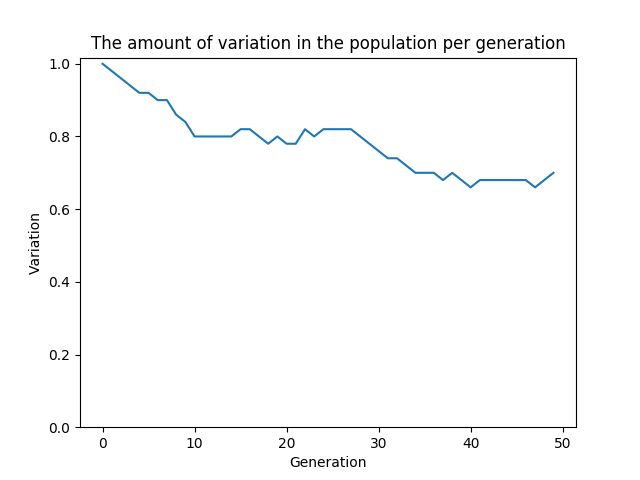 The amount of variation in the population per generation
1.0
0.8
0.6
0.4
0.2
0.0
Variation
0 10 20 30 40 50
Generation